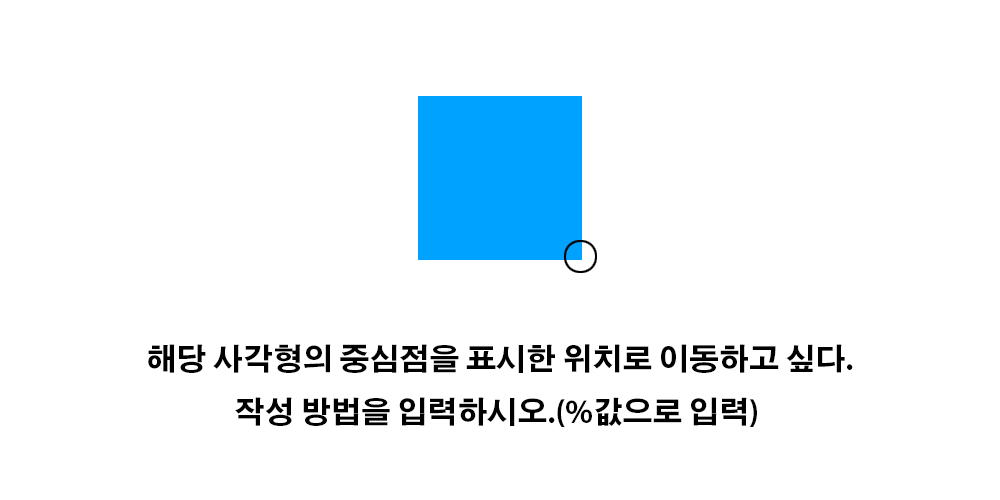 해당 사각형의 중심점을 표시한 위치로 이동하고 싶다.
작성 방법을 입력하시오.(%값으로 입력)